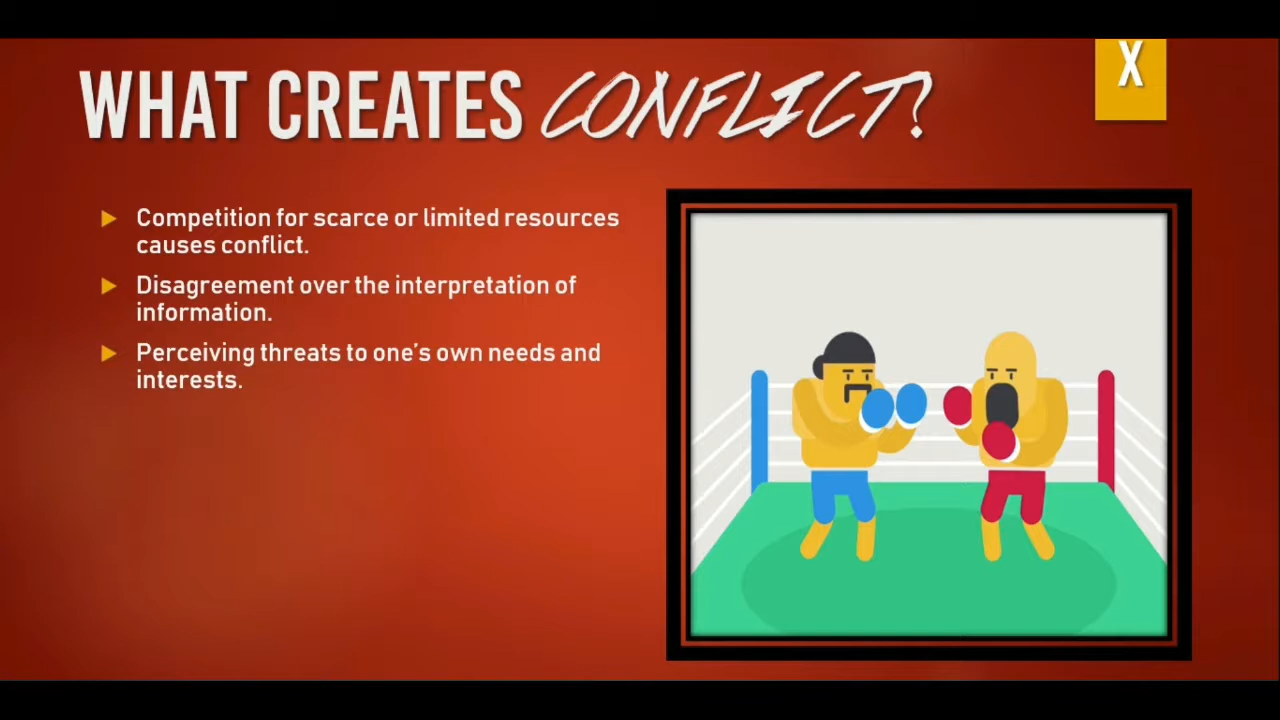 WHAT CREATES CONFLICT?
X
Competition for scarce or limited resources
causes conflict.
Disagreement over the interpretation of
information.
Perceiving threats to one’s own needs and
interests.